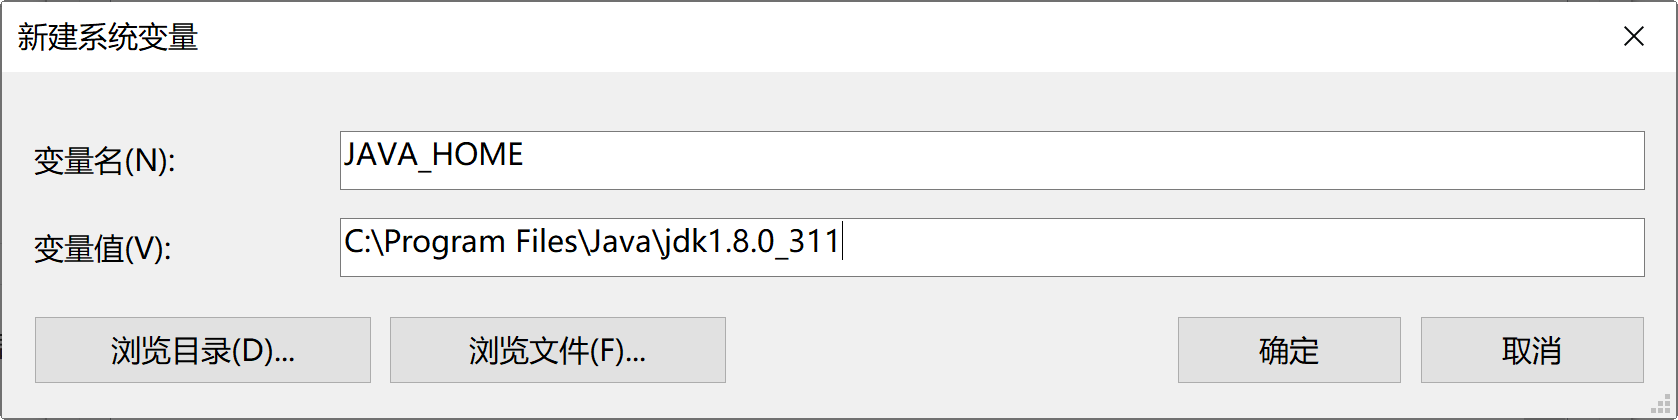 新建系统变量
变量名(N):
JAVA_HOME
变量值(V):
C:\Program Files\Java\jdk1.8.0_311
浏览目录(D)...
浏览文件(F)...
确定
取消